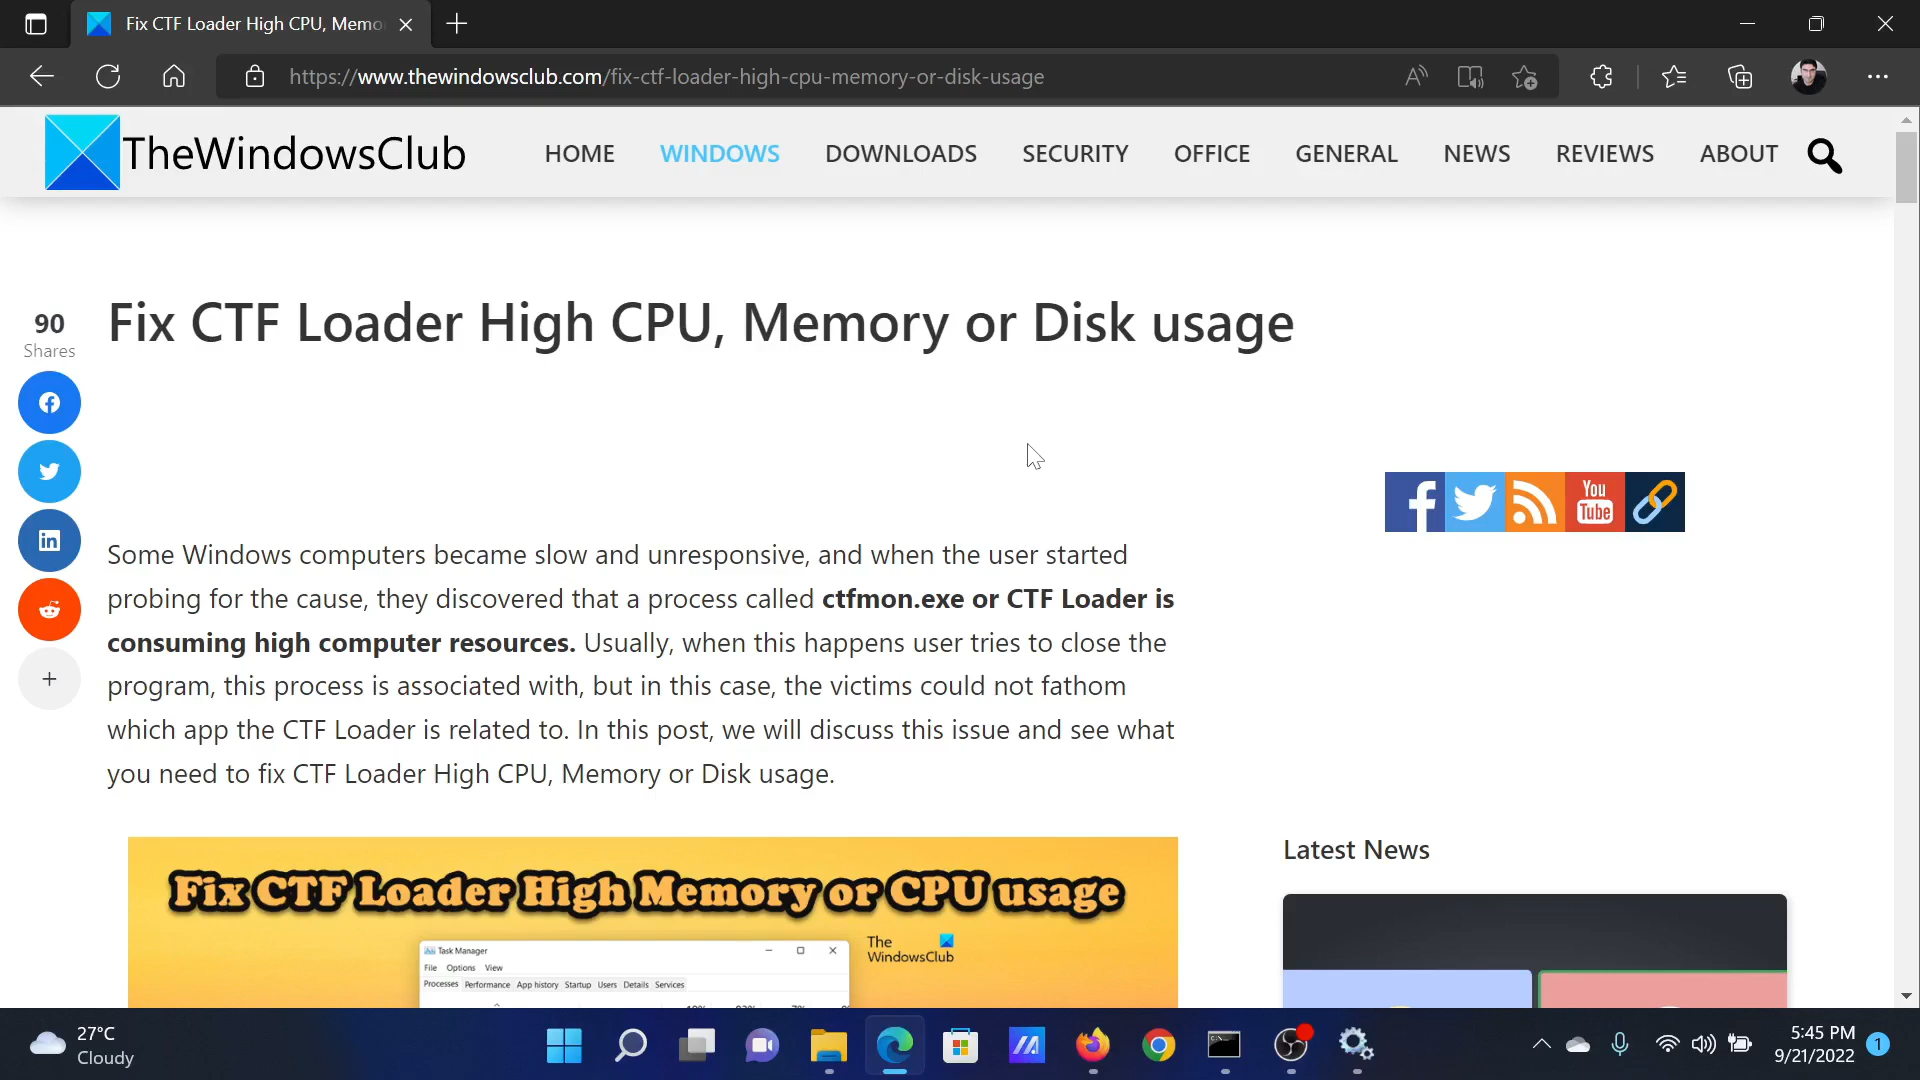 Fix CTF Loader High CPU, Memo
https://www.thewindowsclub.com/fix-ctf-loader-high-cpu-memory-or-disk-usage
TheWindowsClub
HOME WINDOWS DOWNLOADS SECURITY OFFICE GENERAL NEWS REVIEWS ABOUT
Fix CTF Loader High CPU, Memory or Disk usage
90
Shares
You
Tube
Some Windows computers became slow and unresponsive, and when the user started
probing for the cause, they discovered that a process called ctfmon.exe or CTF Loader is
consuming high computer resources. Usually, when this happens user tries to close the
program, this process is associated with, but in this case, the victims could not fathom
which app the CTF Loader is related to. In this post, we will discuss this issue and see what
you need to fix CTF Loader High CPU, Memory or Disk usage.
Fix CTF Loader High Memory or CPU usage
The
WindowsClub
Task Manager
File Options View
Processes Performance App history Startup Users Details Services
Latest News
27°C
Cloudy
5:45 PM
9/21/2022
1